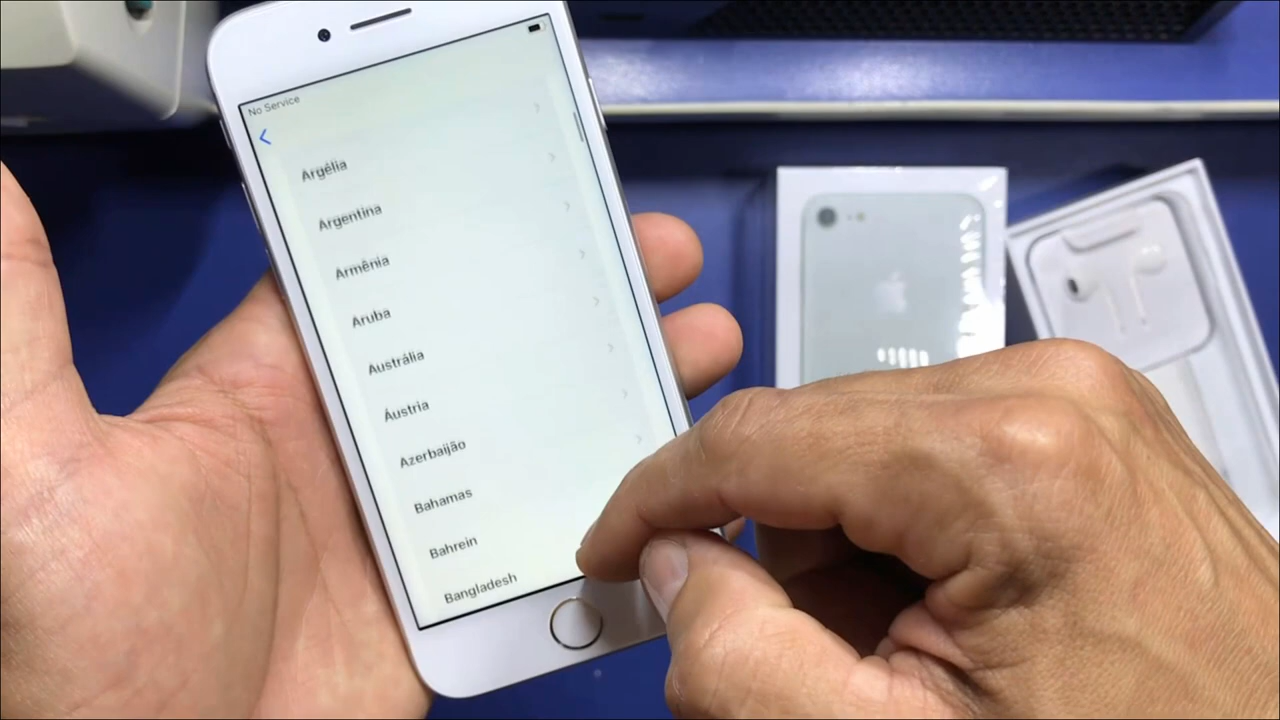 No Service
Argélia
Argentina
Armênia
Aruba
Austrália
Áustria
Azerbaijão
Bahamas
Bahrein
Bangladesh